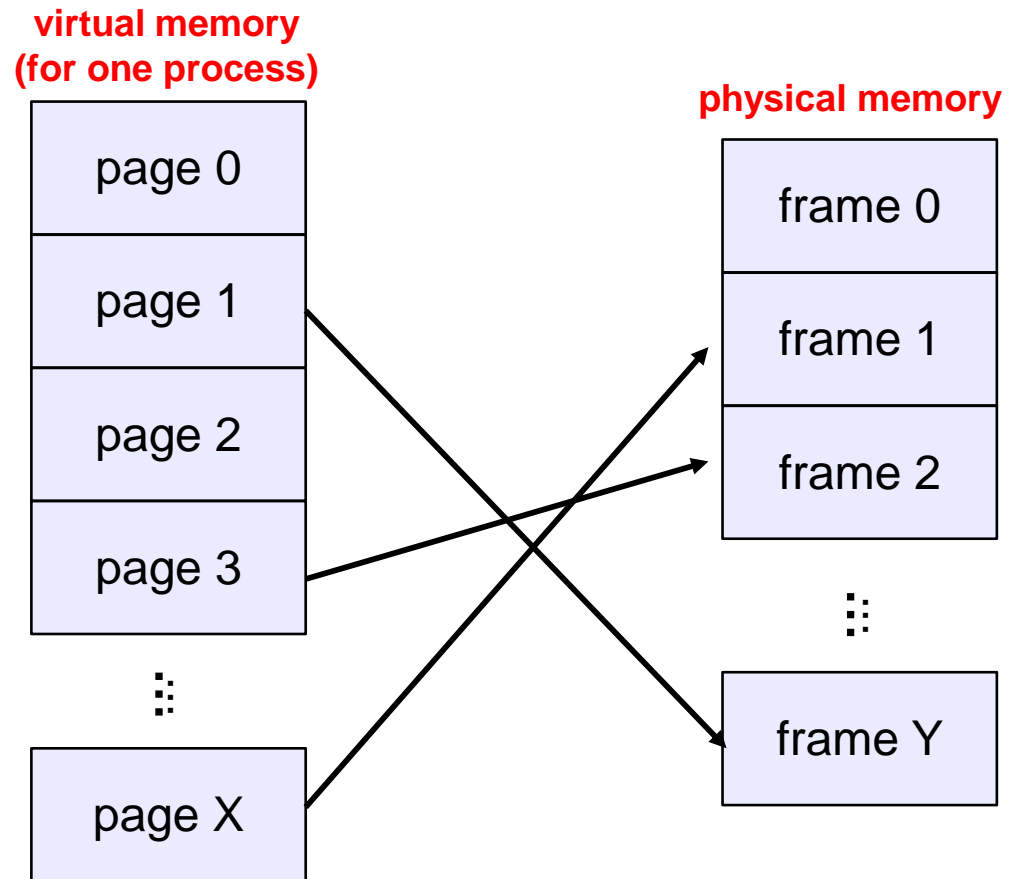 virtual memory
(for one process)
page 0
page 1
page 2
page 3
...
page X
physical memory
frame 0
frame 1
frame 2
...
frame Y